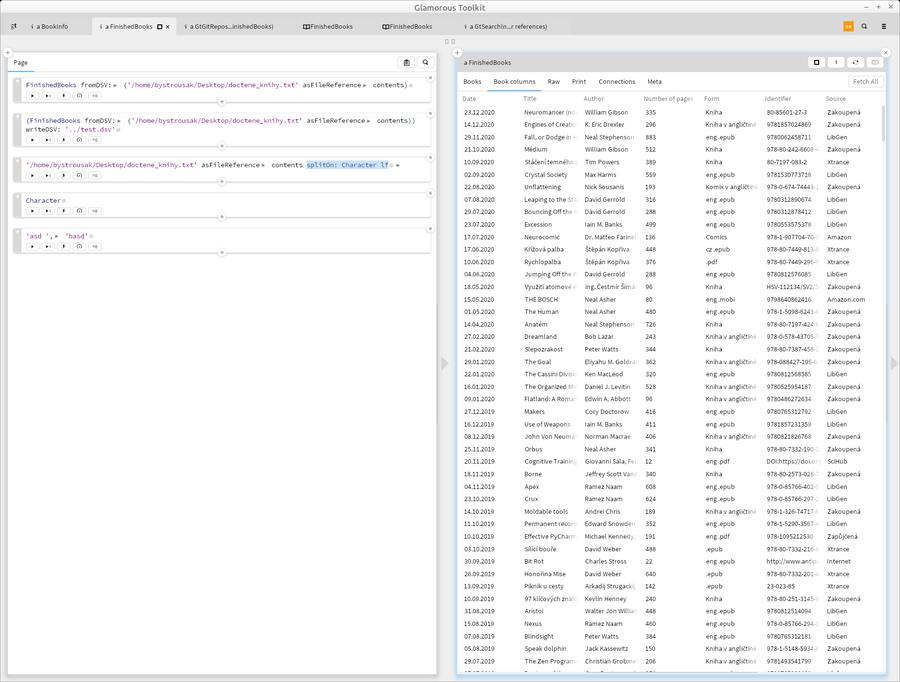 Glamorous Toolkit
a BookInfo
a FinishedBooks
a GtGitRepos...inishedBooks)
FinishedBooks
FinishedBooks
a GtSearchIn...r references)
Page
FinishedBooks fromDSV: ('/home/bystrousak/Desktop/doctene_knihy.txt' asFileReference contents)
(FinishedBooks fromDSV: ('/home/bystrousak/Desktop/doctene_knihy.txt' asFileReference contents))
writeDSV: '../test.dsv'
'/home/bystrousak/Desktop/doctene_knihy.txt' asFileReference contents splitOn: Character lf
Character
'asd ', 'basd'
a FinishedBooks
Books Book columns Raw Print Connections Meta Fetch All
Date Title Author Number of pages Form Identifier Source
23.12.2020 Neuromancer William Gibson 335 Kniha 80-85601-27-3 Zakoupená
14.12.2020 Engines of Creat K. Eric Drexler 296 Kniha v angličtině 9781857024869 Zakoupená
29.11.2020 Fall, or Dodge in Neal Stephenson 883 eng.epub 9780062458711 LibGen
21.10.2020 Médium William Gibson 512 Kniha 978-80-242-6608 Zakoupená
10.09.2020 Stáčení temného Tim Powers 389 Kniha 80-7197-083-2 Xtrance
02.09.2020 Crystal Society Max Harms 559 eng.epub 9781530773718 LibGen
22.08.2020 Unflattening Nick Sousanis 193 Komix v angličtin 978-0-674-74443- Zakoupená
07.08.2020 Leaping to the St David Gerrold 316 eng.epub 9780312890674 LibGen
29.07.2020 Bouncing Off the David Gerrold 288 eng.epub 9780312878412 LibGen
23.07.2020 Excession Iain M. Banks 499 eng.epub 9780553575378 LibGen
17.07.2020 Neurocomic Dr. Matteo Farine 136 Comics 978-1-907704-70- Amazon
17.06.2020 Křížová palba Štěpán Kopřiva 448 cz.epub 978-80-7449-813- Xtrance
10.06.2020 Rychlopalba Štěpán Kopřiva 376 .pdf 978-80-7449-296- Xtrance
04.06.2020 Jumping Off the David Gerrold 288 eng.epub 9780812576085 LibGen
18.05.2020 Využití atomové ing. Čestmír Šim 96 Kniha HSV-112134/SV2/ Zakoupená
15.05.2020 THE BOSCH Neal Asher 80 eng.mobi 9798640862416 Amazon.com
01.05.2020 The Human Neal Asher 480 eng.epub 978-1-5098-6243- Zakoupená
14.04.2020 Anatém Neal Stephenson 726 Kniha 978-80-7197-424- Zakoupená
27.02.2020 Dreamland Bob Lazar 243 Kniha v angličtině 978-0-578-43705- Zakoupená
21.02.2020 Slepozrakost Peter Watts 344 Kniha 978-80-7387-458- Zakoupená
29.01.2020 The Goal Eliyahu M. Goldra 362 Kniha v angličtině 978-088427-195- Zakoupená
22.01.2020 The Cassini Divis Ken MacLeod 320 eng.epub 9780812568585 LibGen
16.01.2020 The Organized M Daniel J. Levitin 528 Kniha v angličtině 9780525954187 Zakoupená
09.01.2020 Flatland: A Roma Edwin A. Abbott 96 Kniha v angličtině 9780486272634 Zakoupená
27.12.2019 Makers Cory Doctorow 416 eng.epub 9780765312792 LibGen
16.12.2019 Use of Weapons Iain M. Banks 411 eng.epub 9781857231359 LibGen
08.12.2019 John Von Neuma Norman Macrae 406 Kniha v angličtině 9780821826768 Zakoupená
25.11.2019 Orbus Neal Asher 341 Kniha 978-80-7332-190- Zakoupená
20.11.2019 Cognitive Training Giovanni Sala, Fe 12 eng.pdf DOI:https://doi.or SciHub
18.11.2019 Borne Jeffrey Scott Van 340 Kniha 978-80-2573-028- Zakoupená
04.11.2019 Apex Ramez Naam 608 eng.epub 978-0-85766-402- LibGen
23.10.2019 Crux Ramez Naam 624 eng.epub 978-0-85766-297- LibGen
14.10.2019 Moldable tools Andrei Chris 189 Kniha v angličtině 978-1-326-74717- Zakoupená
11.10.2019 Permanent recor Edward Snowden 352 eng.epub 978-1-5290-3567- LibGen
10.10.2019 Effective PyCharm Michael Kennedy, 191 eng.pdf 978-1095212530 Zapůjčená
03.10.2019 Sílící bouře David Weber 488 .epub 978-80-7332-216- Xtrance
30.09.2019 Bit Rot Charles Stross 22 eng.epub http://www.antip Internet
26.09.2019 Honořina Mise David Weber 640 .epub 978-80-7332-201- Xtrance
13.09.2019 Piknik u cesty Arkadij Strugackij, 142 .epub 23-023-85 Xtrance
10.09.2019 97 klíčových znal Kevlin Henney 240 Kniha 978-80-251-3145- Zakoupená
31.08.2019 Aristoi Walter Jon Willia 448 eng.epub 9780812514094 LibGen
15.08.2019 Nexus Ramez Naam 460 eng.epub 978-0-85766-294- LibGen
07.08.2019 Blindsight Peter Watts 384 eng.epub 9780765312181 LibGen
05.08.2019 Speak dolphin Jack Kassewitz 150 Kniha v angličtině 978-1-5148-5934- Zakoupená
29.07.2019 The Zen Program Christian Grobme 206 Kniha v angličtině 9781493541799 Zakoupená